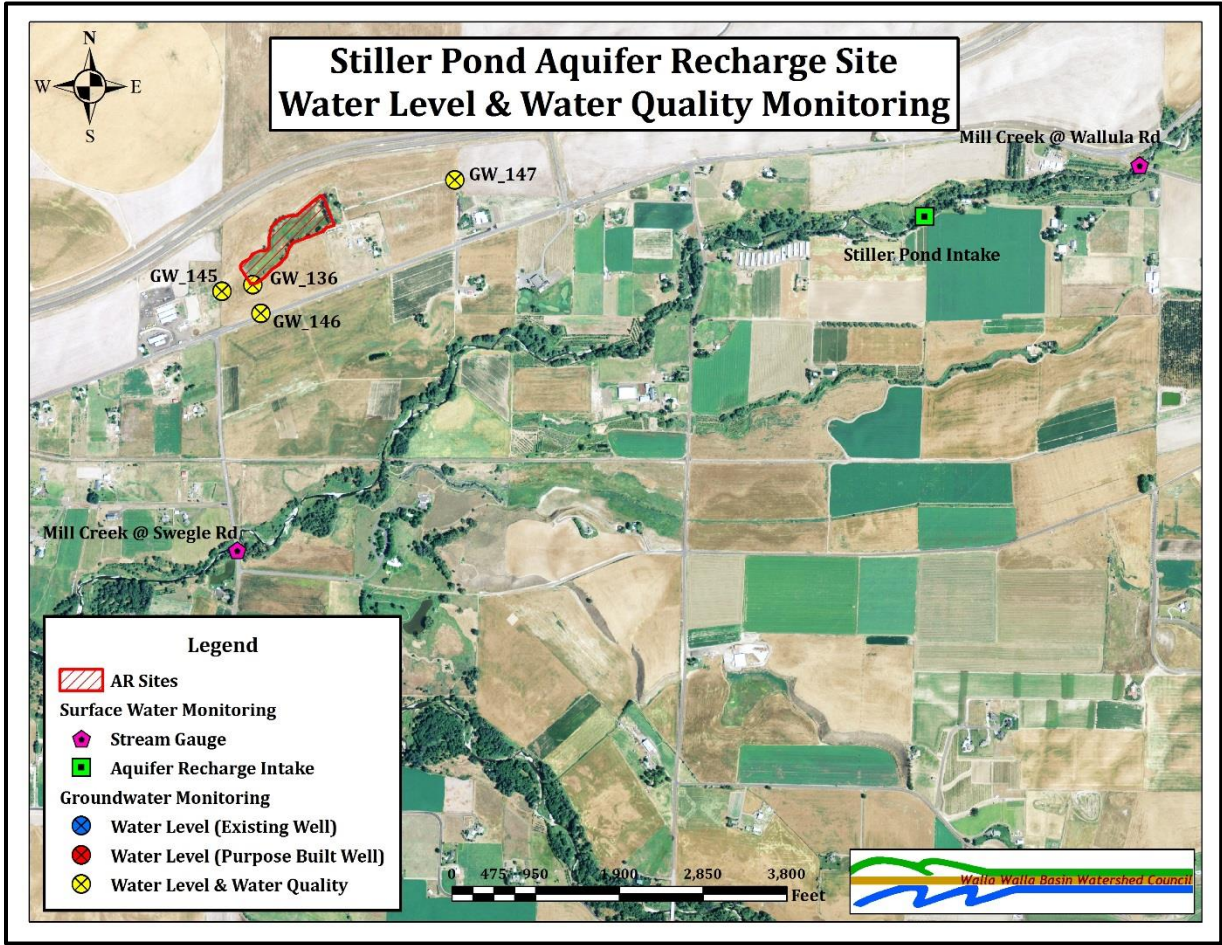 N
W E
S
Stiller Pond Aquifer Recharge Site
Water Level & Water Quality Monitoring
Mill Creek @ Wallula Rd
GW_147
Stiller Pond Intake
GW_145
GW_136
GW_146
Mill Creek @ Swegle Rd
Legend
AR Sites
Surface Water Monitoring
Stream Gauge
Aquifer Recharge Intake
Groundwater Monitoring
Water Level (Existing Well)
Water Level (Purpose Built Well)
Water Level & Water Quality
0 475 950 1,900 2,850 3,800
Feet
Walla Walla Basin Watershed Council